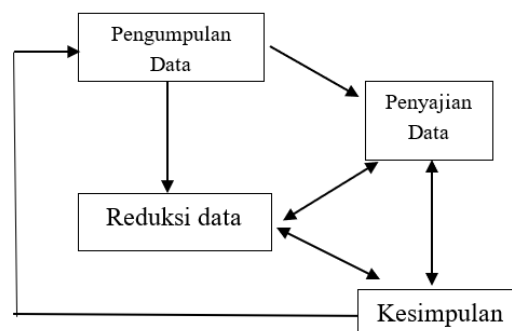 Pengumpulan
Data
Penyajian
Data
Reduksi data
Kesimpulan